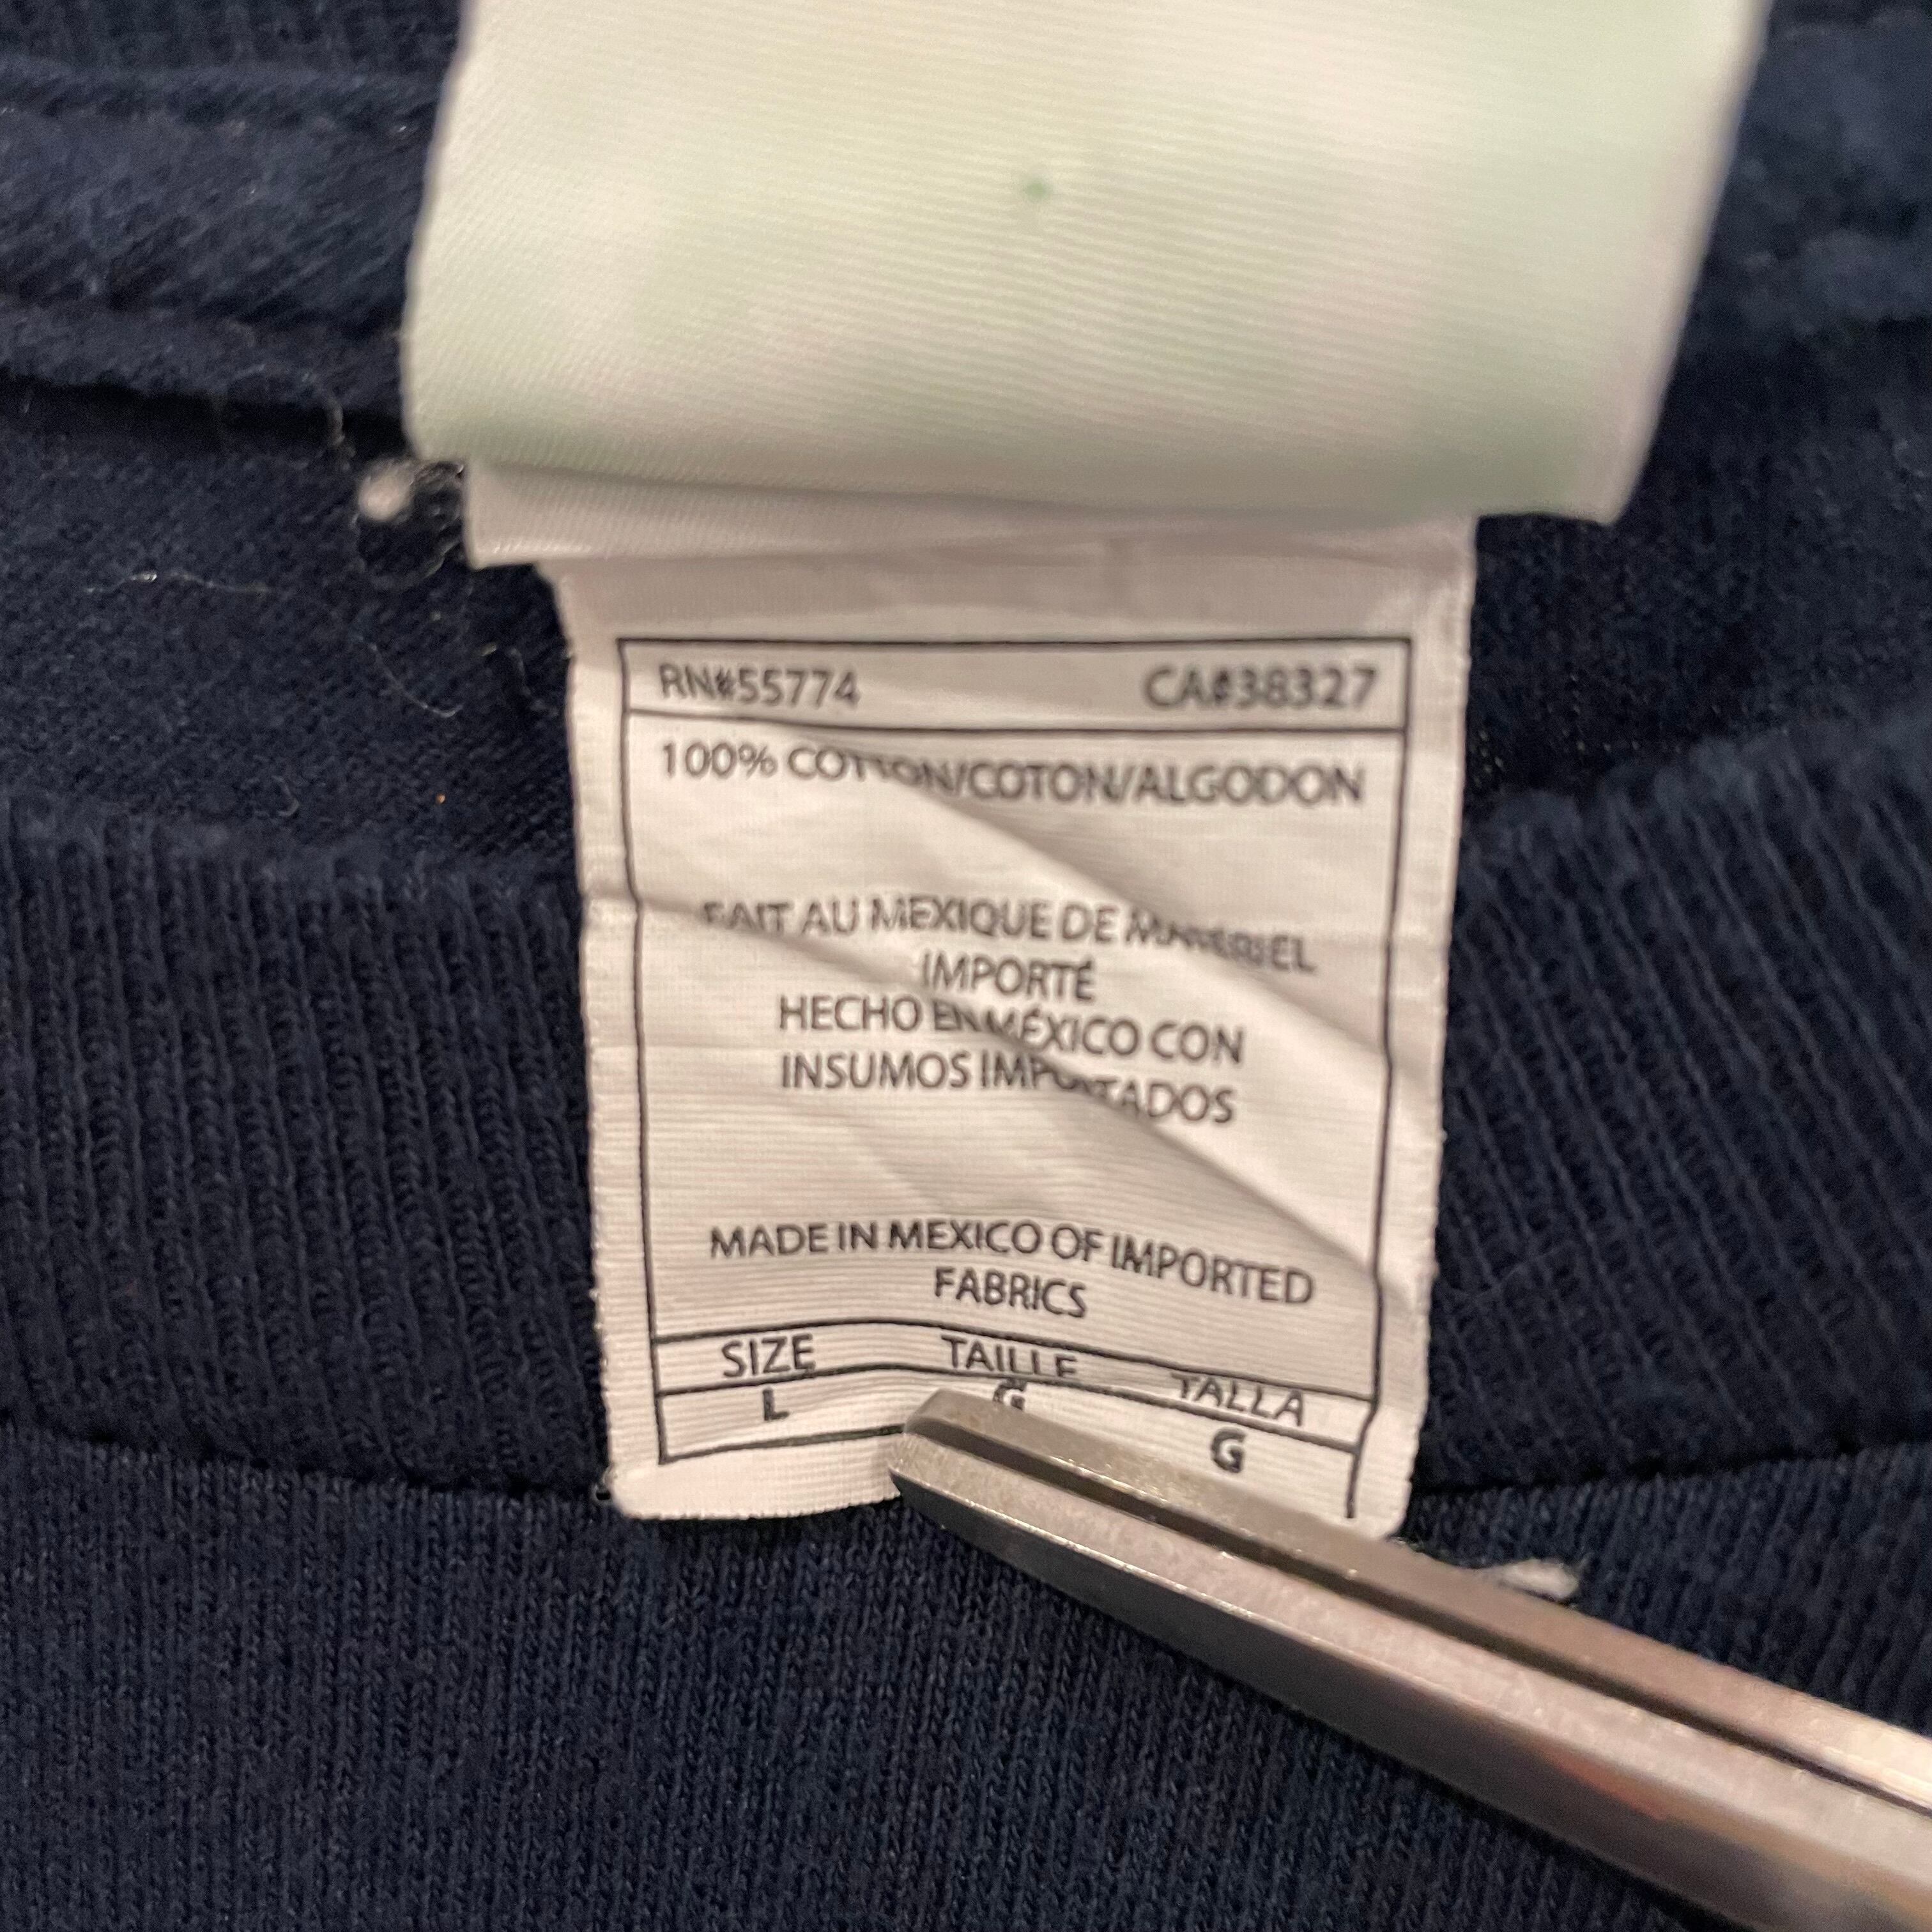 RN#55774 CA#38327
100% COTTON/COTON/ALGODON
FAIT AU MEXIQUE DE MATERIEL
IMPORTÉ
HECHO EN MÉXICO CON
INSUMOS IMPORTADOS
MADE IN MEXICO OF IMPORTED
FABRICS
SIZE TAILLE TALLA
L G G